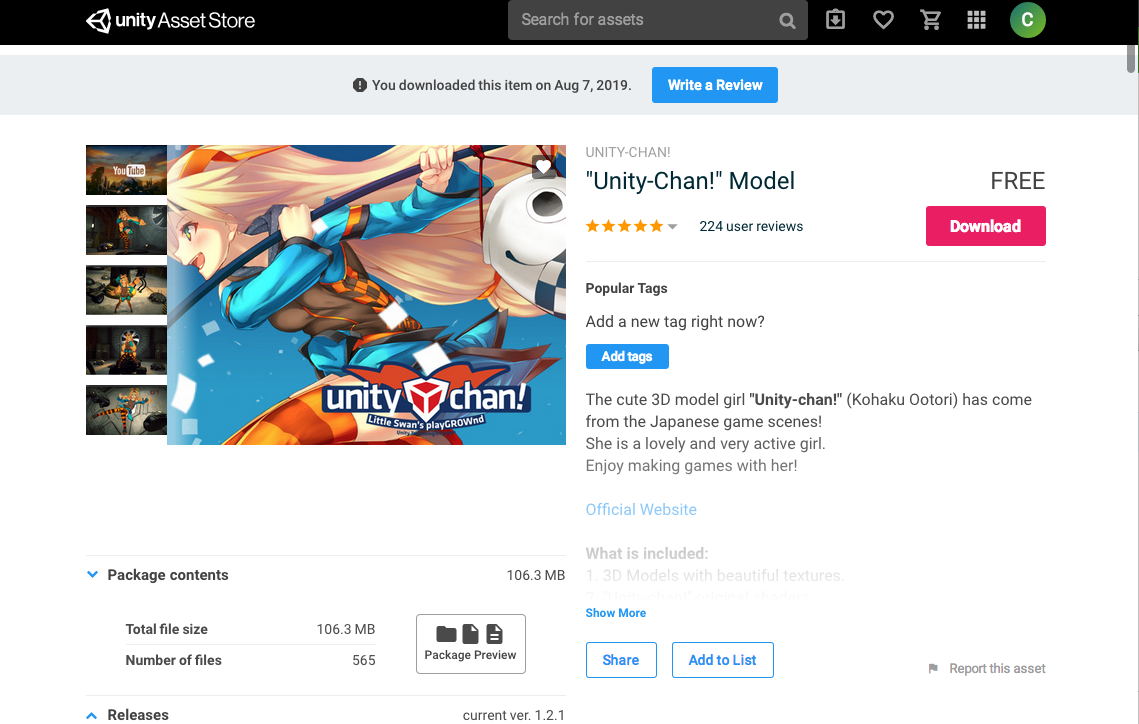 unity Asset Store
Search for assets
C
You downloaded this item on Aug 7, 2019.
Write a Review
YouTube
UNITY-CHAN!
"Unity-Chan!" Model
FREE
224 user reviews
Download
Popular Tags
Add a new tag right now?
Add tags
The cute 3D model girl "Unity-chan!" (Kohaku Ootori) has come
from the Japanese game scenes!
She is a lovely and very active girl.
Enjoy making games with her!
Official Website
What is included:
1. 3D Models with beautiful textures.
2. "Unity-chan!" original shaders.
Show More
Share
Add to List
Report this asset
unity chan!
Little Swan's playGROWnd
Package contents
106.3 MB
Total file size
106.3 MB
Number of files
565
Package Preview
Releases
current ver. 1.2.1